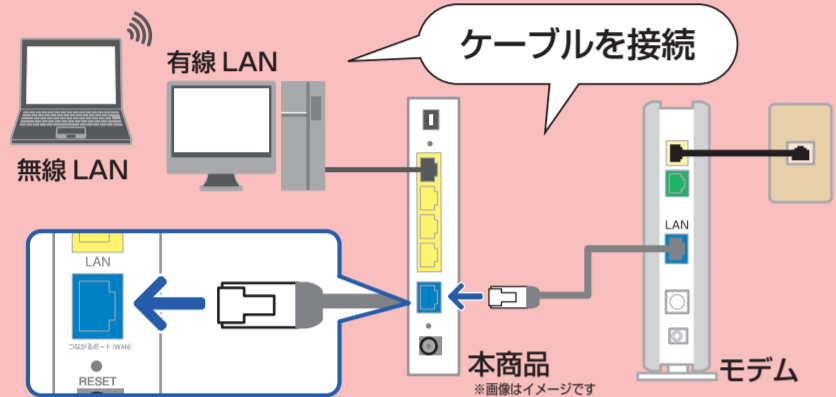 ケーブルを接続
有線 LAN
無線 LAN
LAN
LAN
つながるポート (WAN)
RESET
本商品
※画像はイメージです
モデム